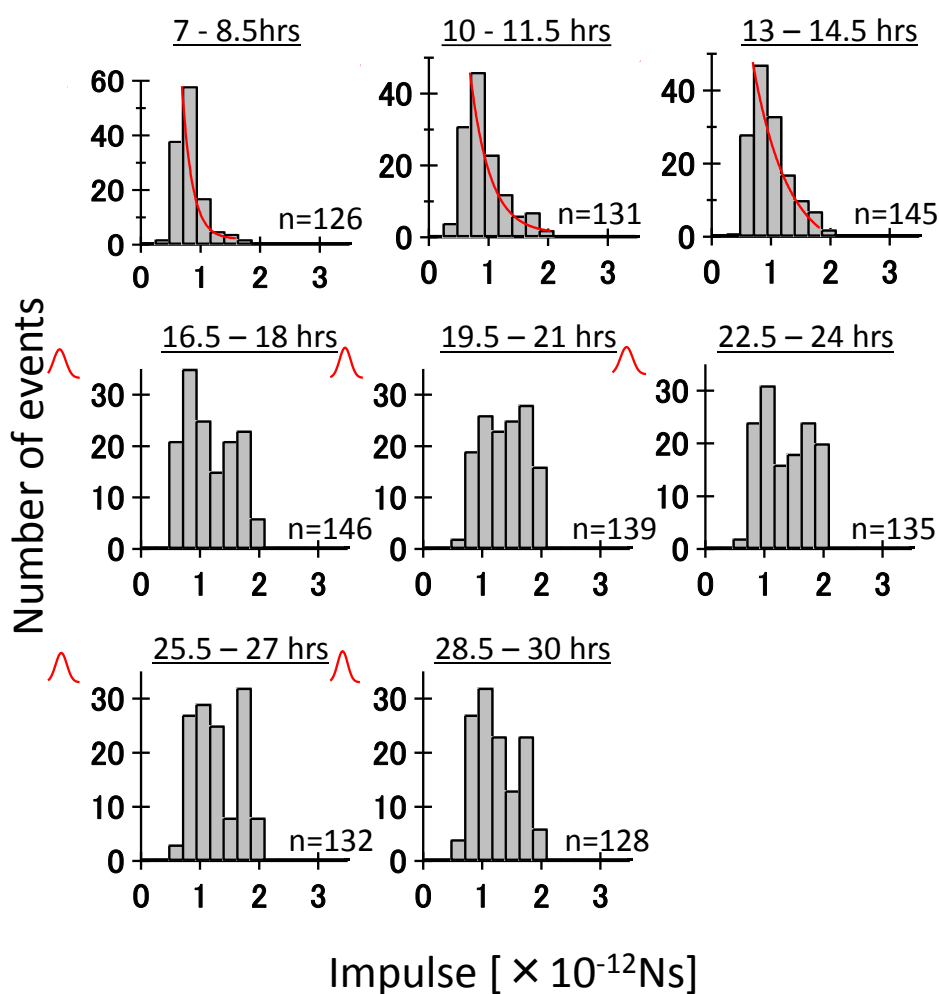 7 - 8.5hrs
10 - 11.5 hrs
13 – 14.5 hrs
60
40
20
0
n=126
0 1 2 3
40
20
0
n=131
0 1 2 3
40
20
0
n=145
0 1 2 3
Number of events
16.5 – 18 hrs
19.5 – 21 hrs
22.5 – 24 hrs
30
20
10
0
n=146
0 1 2 3
30
20
10
0
n=139
0 1 2 3
30
20
10
0
n=135
0 1 2 3
25.5 – 27 hrs
28.5 – 30 hrs
30
20
10
0
n=132
0 1 2 3
30
20
10
0
n=128
0 1 2 3
Impulse [ × 10⁻¹²Ns]